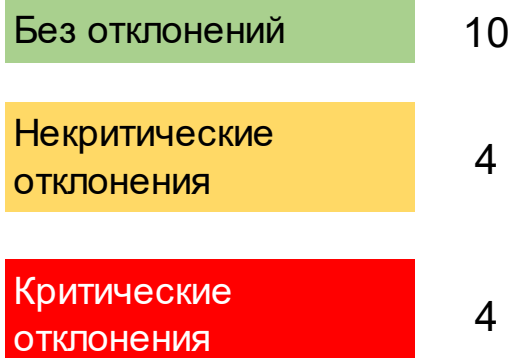 Без отклонений 10
Некритические
отклонения 4
Критические
отклонения 4